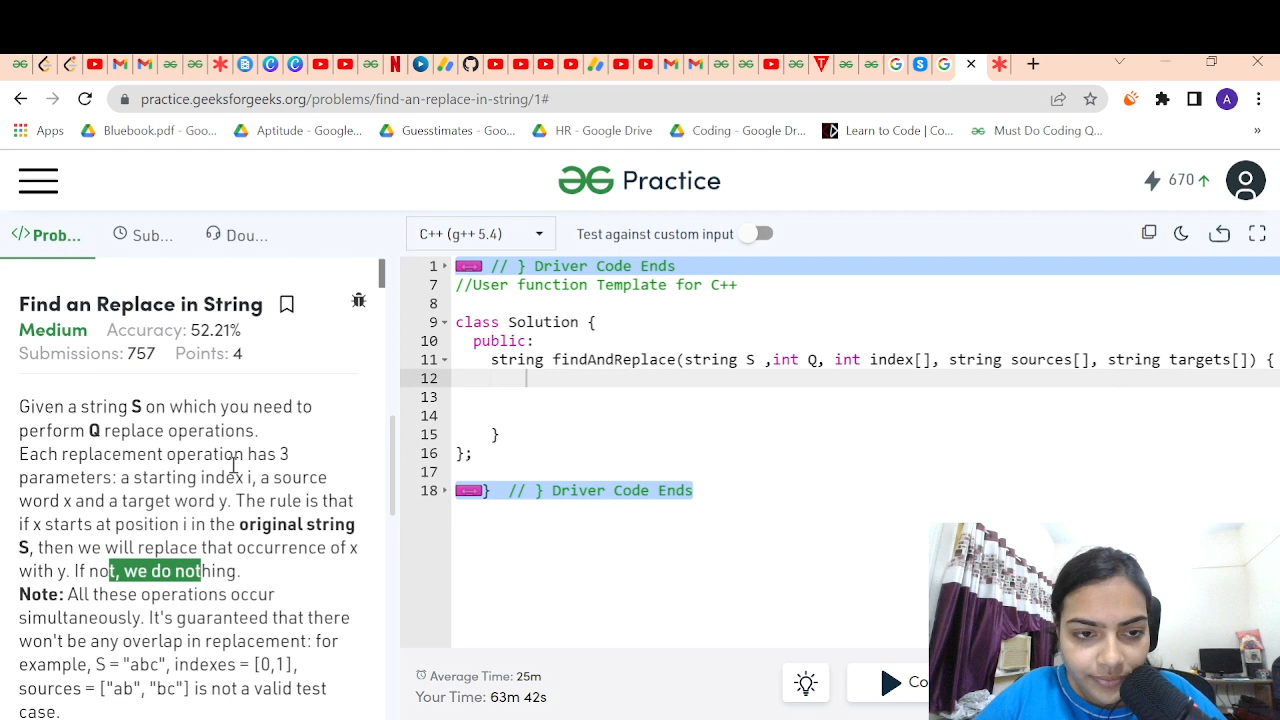 practice.geeksforgeeks.org/problems/find-an-replace-in-string/1#
A
Apps
Bluebook.pdf - Goo...
Aptitude - Google...
Guesstimates - Goo...
HR - Google Drive
Coding - Google Dr...
Learn to Code | Co...
Must Do Coding Q...
»
Practice
670
</> Prob...
Sub...
Dou...
C++ (g++ 5.4)
Test against custom input
Find an Replace in String
Medium Accuracy: 52.21%
Submissions: 757 Points: 4
Given a string S on which you need to
perform Q replace operations.
Each replacement operation has 3
parameters: a starting index i, a source
word x and a target word y. The rule is that
if x starts at position i in the original string
S, then we will replace that occurrence of x
with y. If not, we do nothing.
Note: All these operations occur
simultaneously. It's guaranteed that there
won't be any overlap in replacement: for
example, S = "abc", indexes = [0,1],
sources = ["ab", "bc"] is not a valid test
case.
1 // } Driver Code Ends
7 //User function Template for C++
8
9 class Solution {
10 public:
11 string findAndReplace(string S ,int Q, int index[], string sources[], string targets[]) {
12
13
14
15 }
16 };
17
18 } // } Driver Code Ends
Average Time: 25m
Your Time: 63m 42s
Co